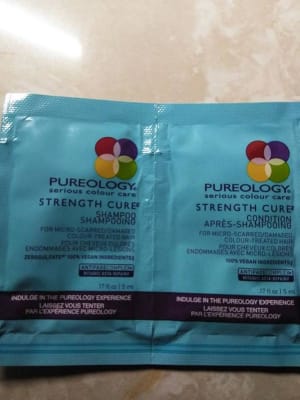 PUREOLOGY
serious colour care
STRENGTH CURE
SHAMPOO
SHAMPOOING
FOR MICRO-SCARRED/DAMAGED
COLOUR-TREATED HAIR
POUR CHEVEUX COLORÉS
ENDOMMAGÉS AVEC MICRO-LÉSIONS
ZEROSULFATE® 100% VEGAN INGREDIENTS
ANTIFADECOMPLEX®
.17 fl oz | 5 ml
INDULGE IN THE PUREOLOGY EXPERIENCE
LAISSEZ VOUS TENTER
PAR L'EXPÉRIENCE PUREOLOGY
PUREOLOGY
serious colour care
STRENGTH CURE
CONDITION
APRÈS-SHAMPOOING
FOR MICRO-SCARRED/DAMAGED
COLOUR-TREATED HAIR
POUR CHEVEUX COLORÉS
ENDOMMAGÉS AVEC MICRO-LÉSIONS
100% VEGAN INGREDIENTS
ANTIFADECOMPLEX®
.17 fl oz | 5 ml
INDULGE IN THE PUREOLOGY EXPERIENCE
LAISSEZ VOUS TENTER
PAR L'EXPÉRIENCE PUREOLOGY